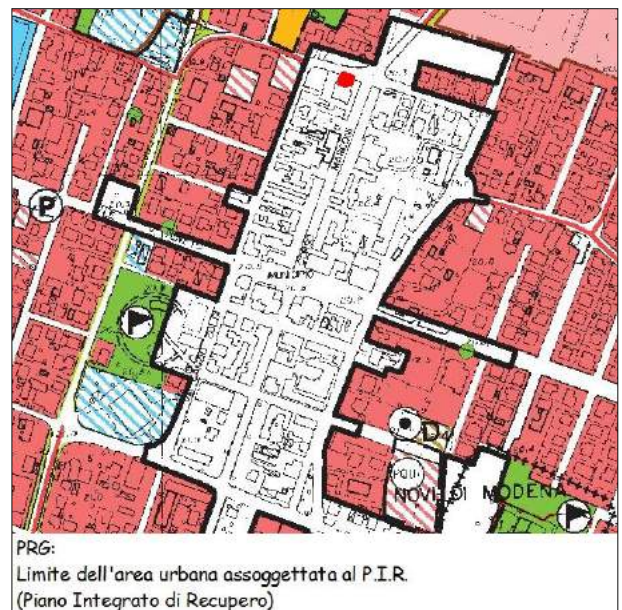 P
MUNICIPIO
D
POLI
NOVI DI MODENA
PRG:
Limite dell'area urbana assoggettata al P.I.R.
(Piano Integrato di Recupero)